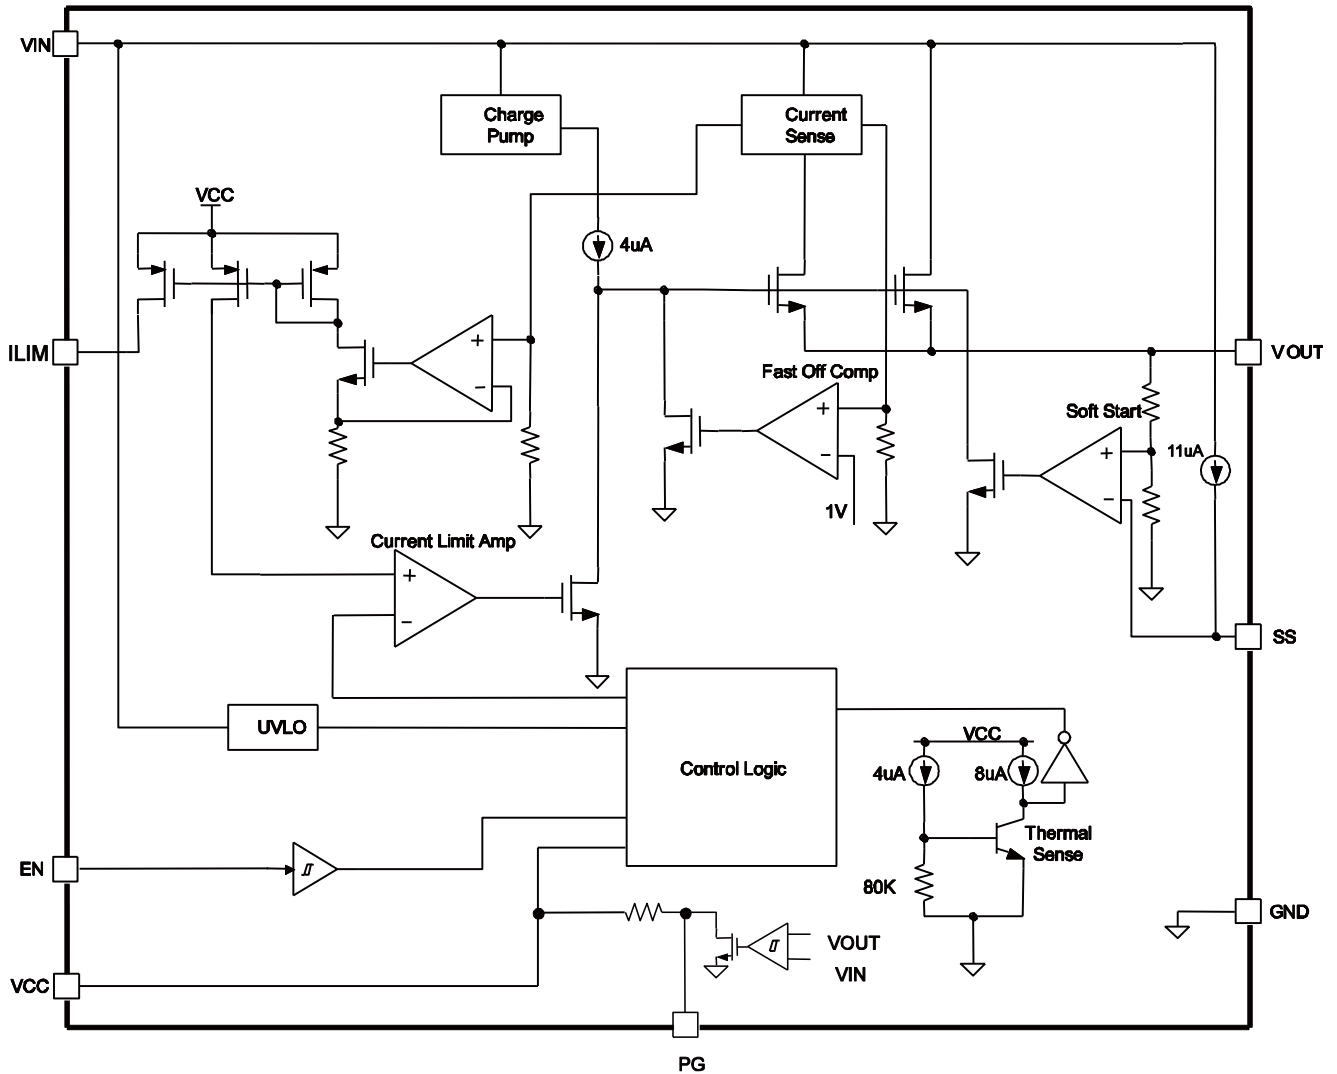 VIN
Charge
Pump
Current
Sense
VCC
4uA
ILIM
+
−
VOUT
Fast Off Comp
+
−
1V
Soft Start
+
−
11uA
Current Limit Amp
+
−
SS
UVLO
Control Logic
VCC
4uA
8uA
Thermal
Sense
80K
EN
GND
VOUT
VIN
VCC
PG